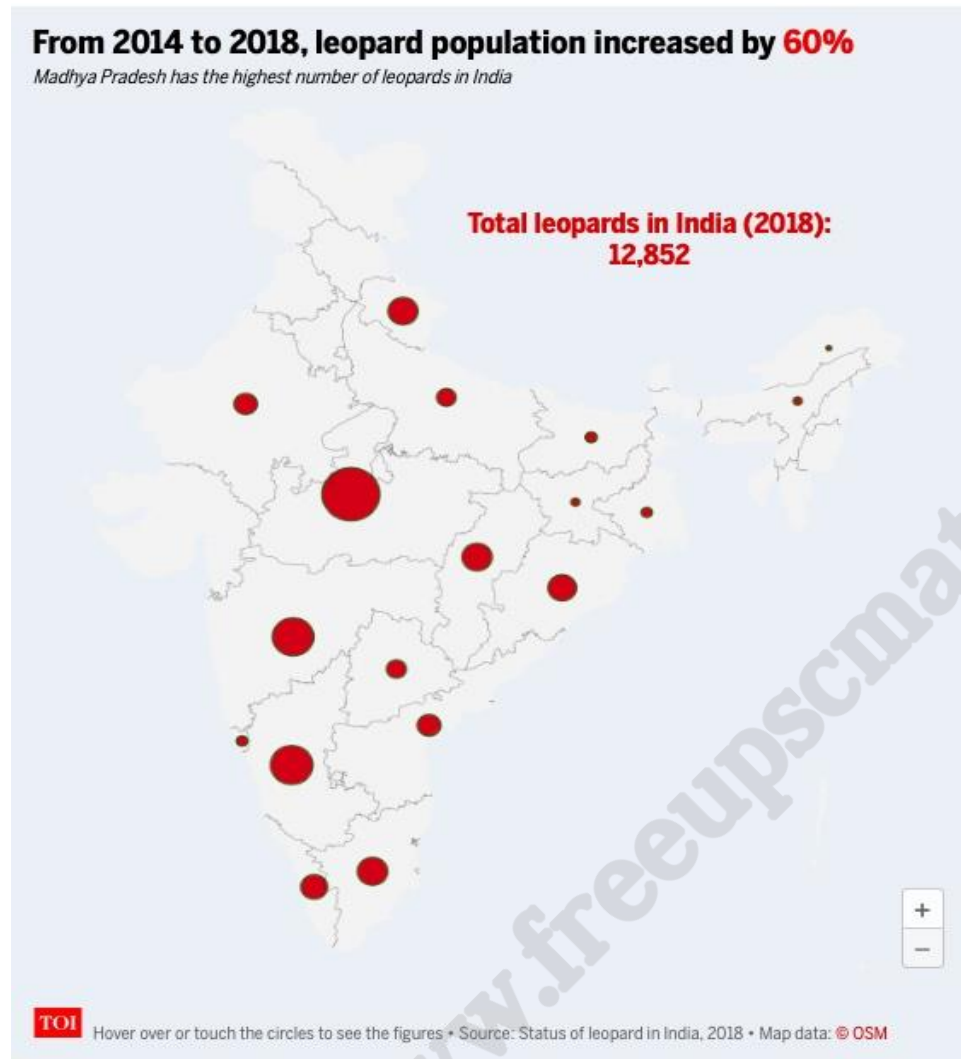 From 2014 to 2018, leopard population increased by 60%
Madhya Pradesh has the highest number of leopards in India
Total leopards in India (2018):
12,852
www.freeupscmat
+
−
TOI
Hover over or touch the circles to see the figures • Source: Status of leopard in India, 2018 • Map data: © OSM